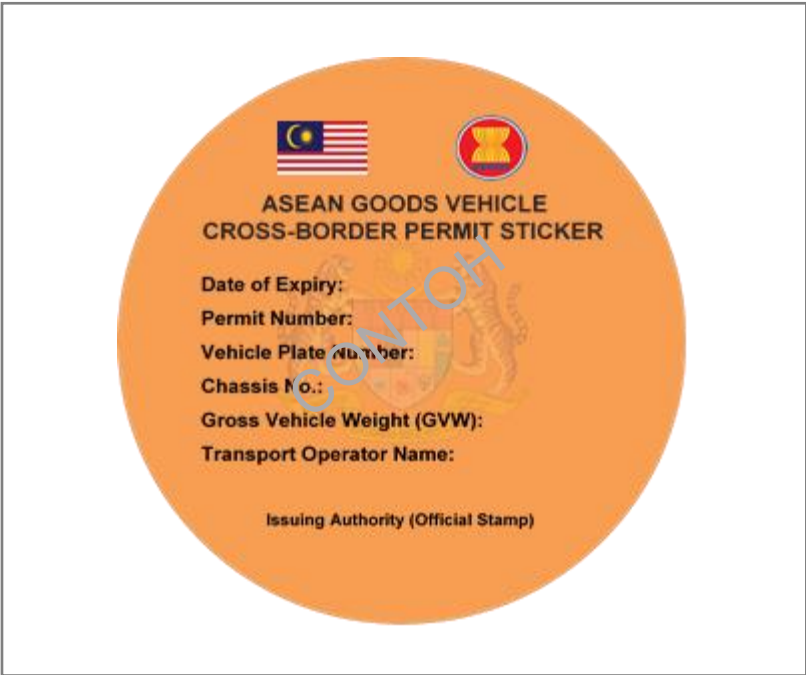 ASEAN GOODS VEHICLE
CROSS-BORDER PERMIT STICKER
Date of Expiry:
Permit Number:
Vehicle Plate Number:
Chassis No.:
Gross Vehicle Weight (GVW):
Transport Operator Name:
Issuing Authority (Official Stamp)
CONTOH